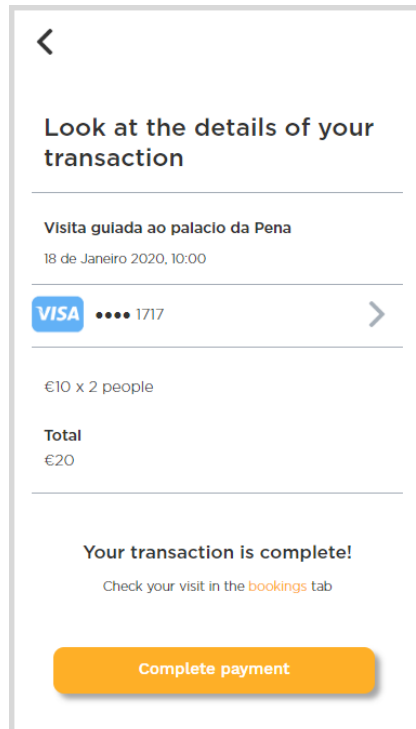 Look at the details of your
transaction
Visita guiada ao palacio da Pena
18 de Janeiro 2020, 10:00
VISA •••• 1717
€10 x 2 people
Total
€20
Your transaction is complete!
Check your visit in the bookings tab
Complete payment